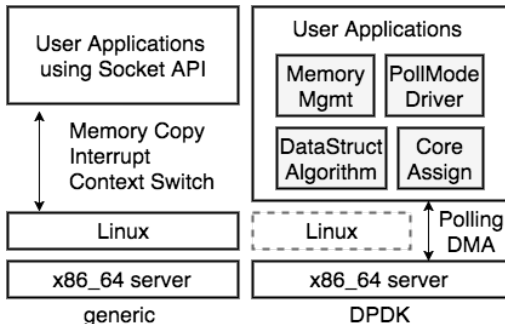 User Applications
using Socket API
Memory Copy
Interrupt
Context Switch
Linux
x86_64 server
generic
User Applications
Memory
Mgmt
PollMode
Driver
DataStruct
Algorithm
Core
Assign
Linux
Polling
DMA
x86_64 server
DPDK